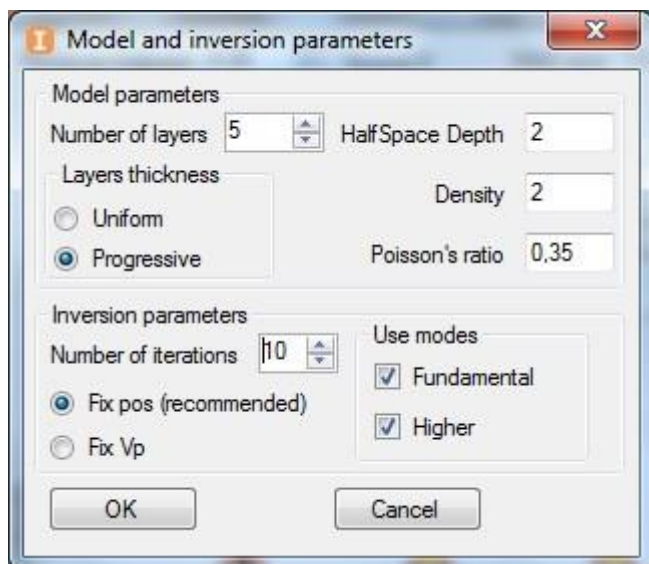 Model and inversion parameters
Model parameters
Number of layers 5
HalfSpace Depth 2
Layers thickness
Uniform
Progressive
Density 2
Poisson's ratio 0,35
Inversion parameters
Number of iterations 10
Fix pos (recommended)
Fix Vp
Use modes
Fundamental
Higher
OK
Cancel